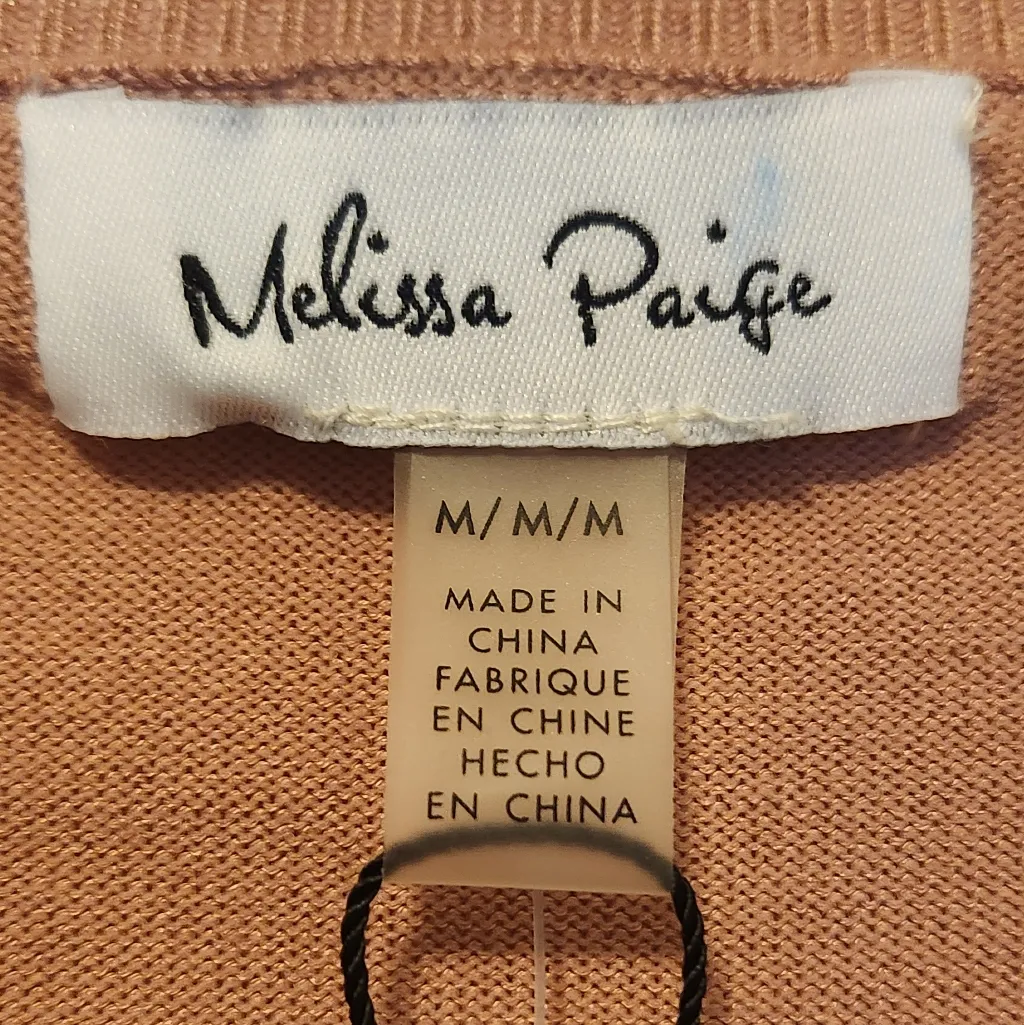 Melissa Paige
M/M/M
MADE IN
CHINA
FABRIQUE
EN CHINE
HECHO
EN CHINA